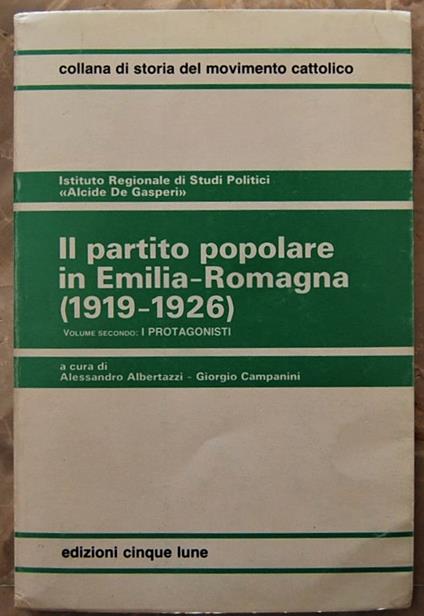 collana di storia del movimento cattolico
Istituto Regionale di Studi Politici
«Alcide De Gasperi»
Il partito popolare
in Emilia-Romagna
(1919-1926)
VOLUME SECONDO: I PROTAGONISTI
a cura di
Alessandro Albertazzi - Giorgio Campanini
edizioni cinque lune